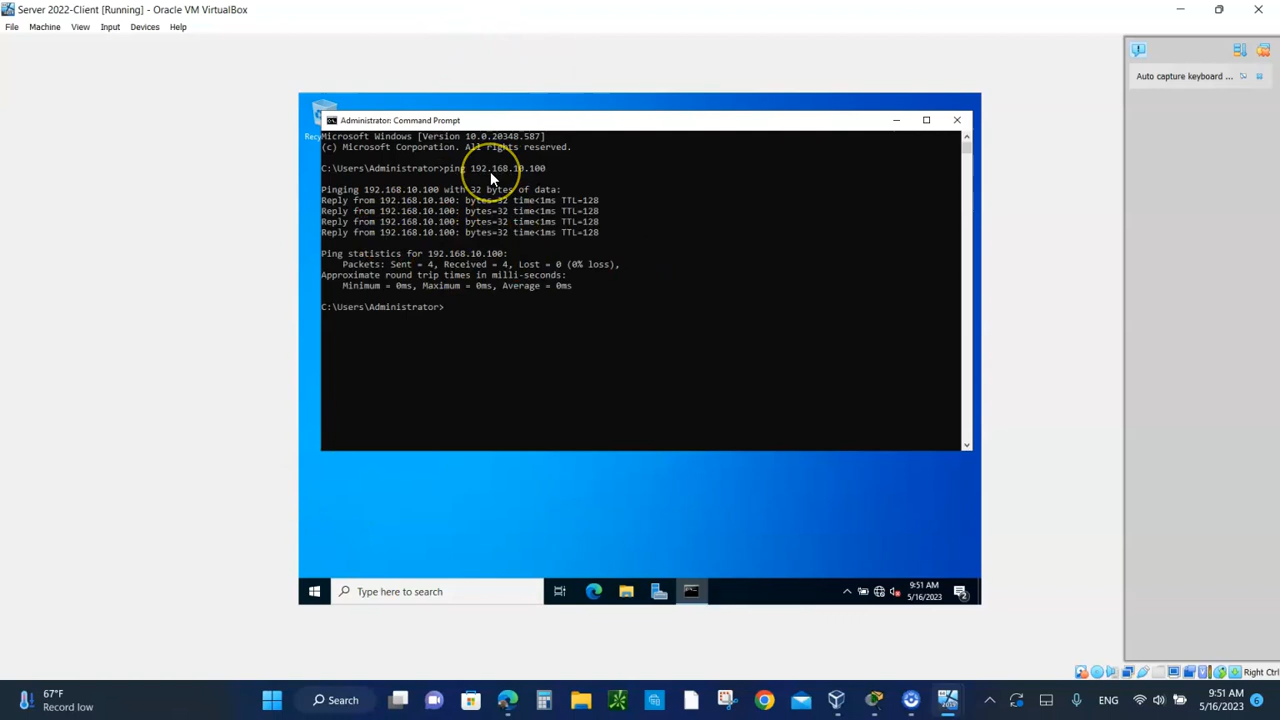 Server 2022-Client [Running] - Oracle VM VirtualBox
File Machine View Input Devices Help
Auto capture keyboard ...
Administrator: Command Prompt
Recy
Microsoft Windows [Version 10.0.20348.587]
(c) Microsoft Corporation. All rights reserved.
C:\Users\Administrator>ping 192.168.10.100
Pinging 192.168.10.100 with 32 bytes of data:
Reply from 192.168.10.100: bytes=32 time<1ms TTL=128
Reply from 192.168.10.100: bytes=32 time<1ms TTL=128
Reply from 192.168.10.100: bytes=32 time<1ms TTL=128
Reply from 192.168.10.100: bytes=32 time<1ms TTL=128
Ping statistics for 192.168.10.100:
Packets: Sent = 4, Received = 4, Lost = 0 (0% loss),
Approximate round trip times in milli-seconds:
Minimum = 0ms, Maximum = 0ms, Average = 0ms
C:\Users\Administrator>
Type here to search
9:51 AM
5/16/2023
2
Right Ctrl
67°F
Record low
Search
ENG
9:51 AM
5/16/2023
6